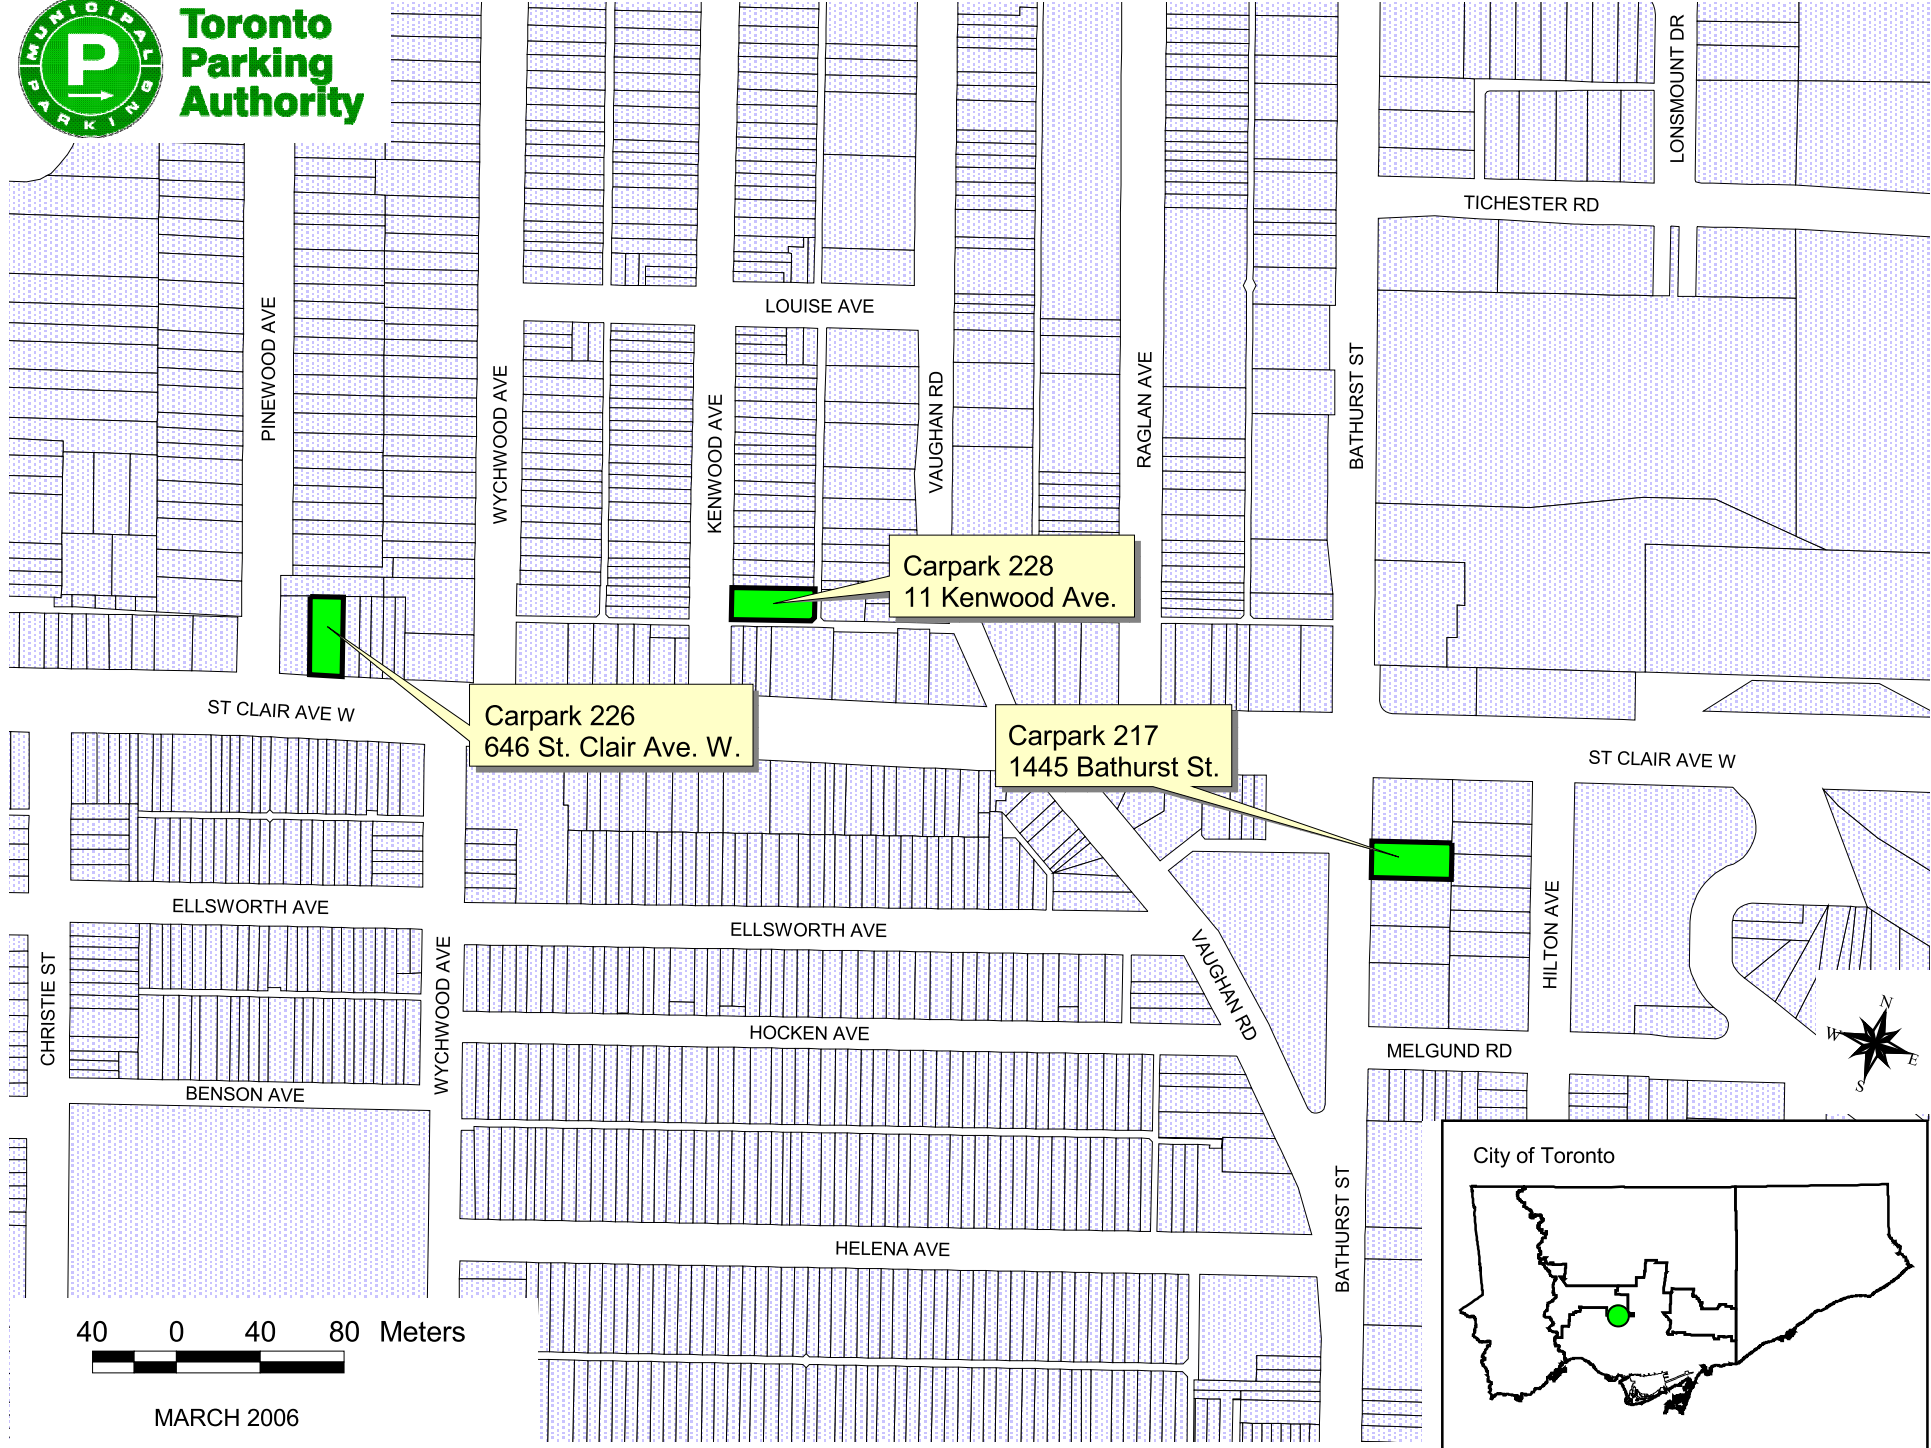 MUNICIPAL
P
PARKING
Toronto
Parking
Authority
LONSMOUNT DR
TICHESTER RD
LOUISE AVE
PINEWOOD AVE
WYCHWOOD AVE
KENWOOD AVE
VAUGHAN RD
RAGLAN AVE
BATHURST ST
Carpark 228
11 Kenwood Ave.
ST CLAIR AVE W
Carpark 226
646 St. Clair Ave. W.
Carpark 217
1445 Bathurst St.
ST CLAIR AVE W
ELLSWORTH AVE
ELLSWORTH AVE
CHRISTIE ST
WYCHWOOD AVE
VAUGHAN RD
HILTON AVE
HOCKEN AVE
MELGUND RD
N
W
E
S
BENSON AVE
HELENA AVE
BATHURST ST
City of Toronto
40 0 40 80 Meters
MARCH 2006